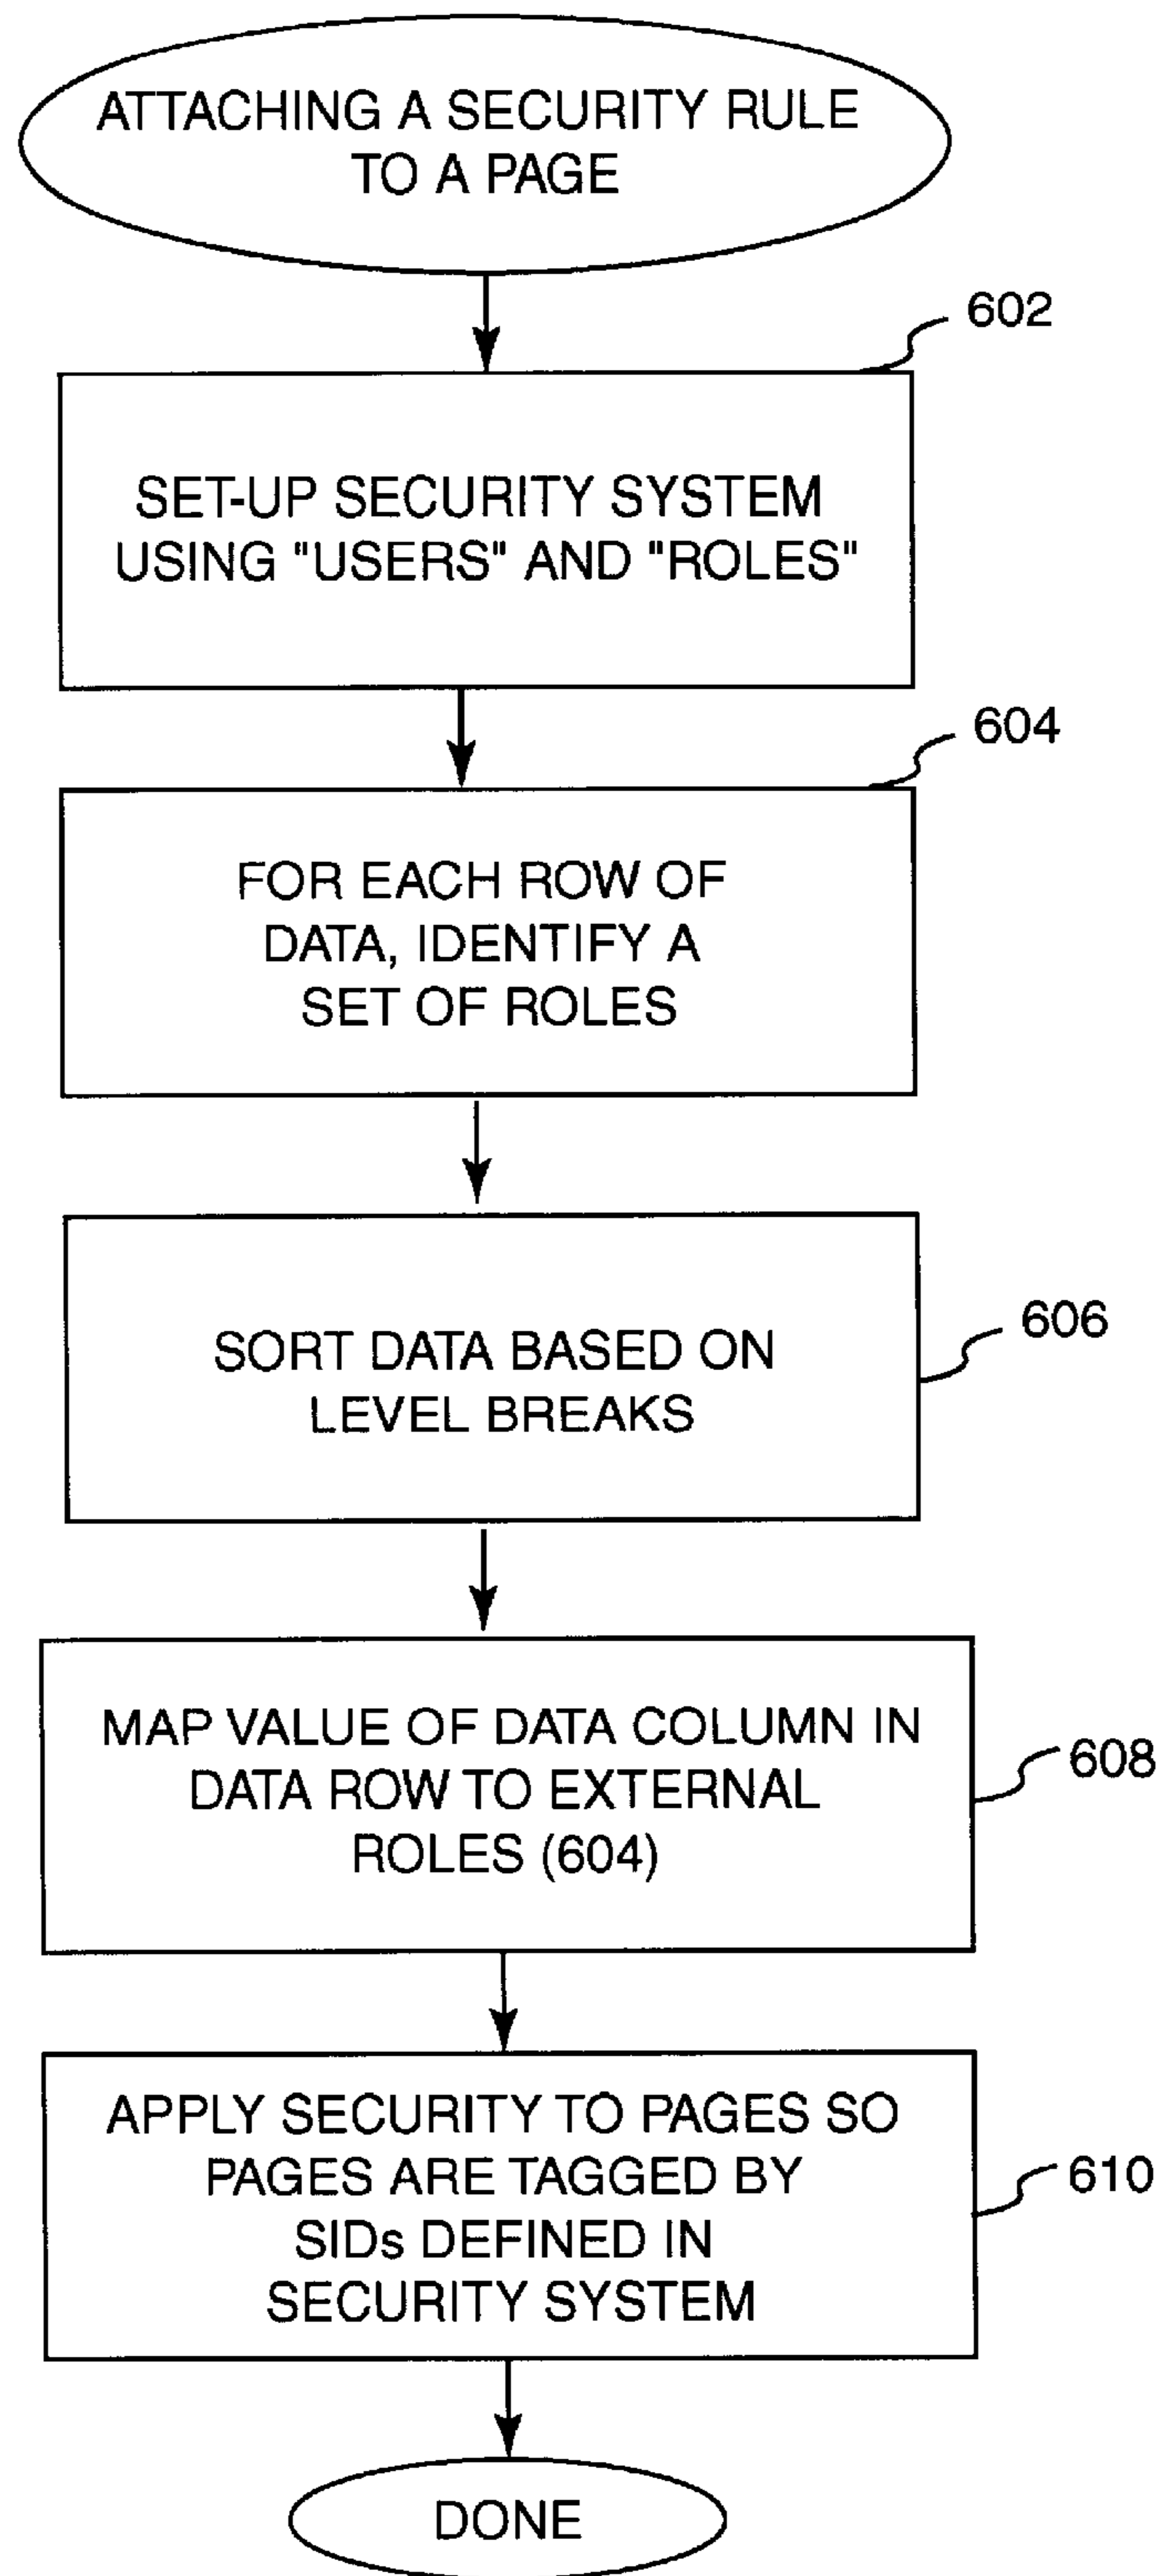 ATTACHING A SECURITY RULE
TO A PAGE
602
SET-UP SECURITY SYSTEM
USING "USERS" AND "ROLES"
604
FOR EACH ROW OF
DATA, IDENTIFY A
SET OF ROLES
606
SORT DATA BASED ON
LEVEL BREAKS
608
MAP VALUE OF DATA COLUMN IN
DATA ROW TO EXTERNAL
ROLES (604)
610
APPLY SECURITY TO PAGES SO
PAGES ARE TAGGED BY
SIDs DEFINED IN
SECURITY SYSTEM
DONE